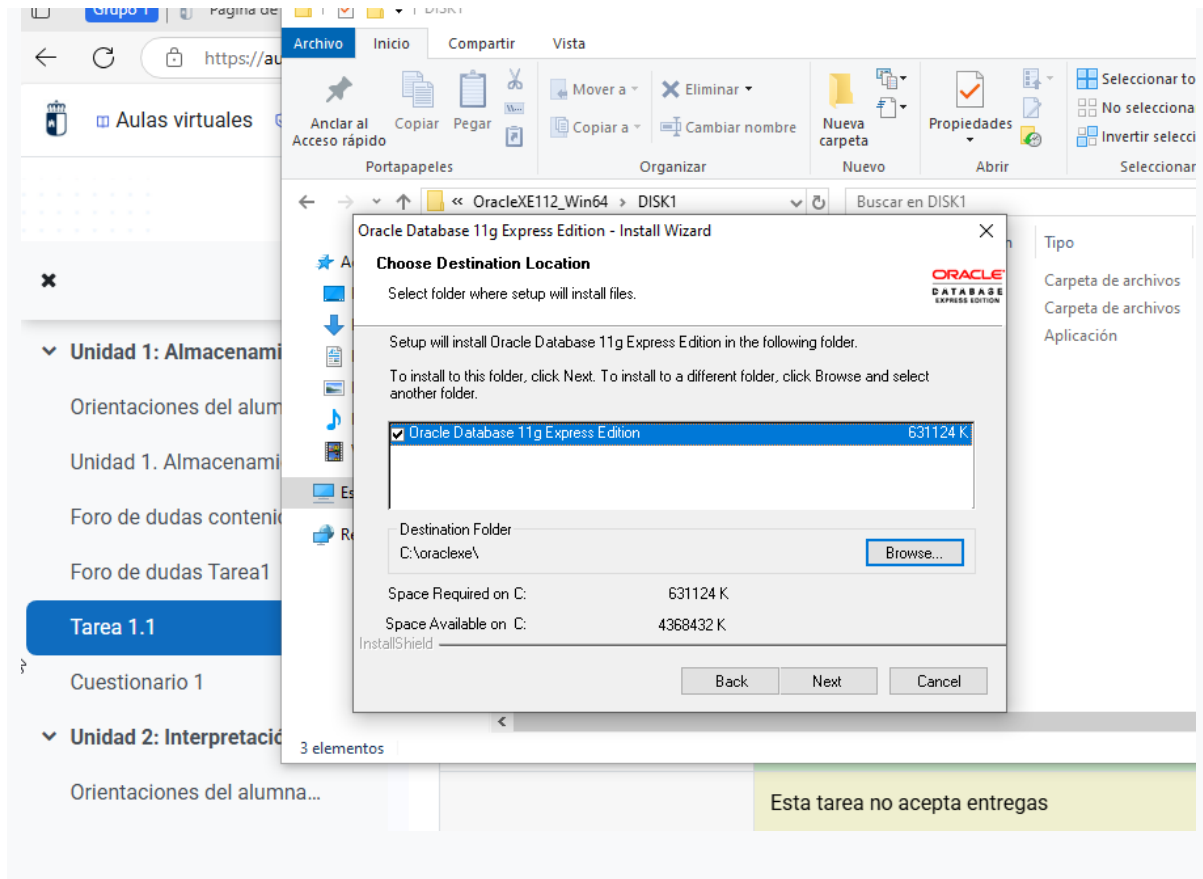 Grupo 1
Pagina de
DISK1
https://au
Archivo Inicio Compartir Vista
Aulas virtuales
Anclar al Acceso rápido
Copiar
Pegar
Mover a
Copiar a
Eliminar
Cambiar nombre
Nueva carpeta
Propiedades
Seleccionar to
No selecciona
Invertir selecci
Portapapeles Organizar Nuevo Abrir Seleccionar
« OracleXE112_Win64 > DISK1
Buscar en DISK1
Tipo
Carpeta de archivos
Carpeta de archivos
Aplicación
Oracle Database 11g Express Edition - Install Wizard
Choose Destination Location
Select folder where setup will install files.
ORACLE
DATABASE
EXPRESS EDITION
Setup will install Oracle Database 11g Express Edition in the following folder.
To install to this folder, click Next. To install to a different folder, click Browse and select
another folder.
Oracle Database 11g Express Edition 631124 K
Destination Folder
C:\oraclexe\
Browse...
Space Required on C: 631124 K
Space Available on C: 4368432 K
InstallShield
Back Next Cancel
3 elementos
Unidad 1: Almacenami
Orientaciones del alum
Unidad 1. Almacenami
Foro de dudas conteni
Foro de dudas Tarea1
Tarea 1.1
Cuestionario 1
Unidad 2: Interpretació
Orientaciones del alumna...
Esta tarea no acepta entregas